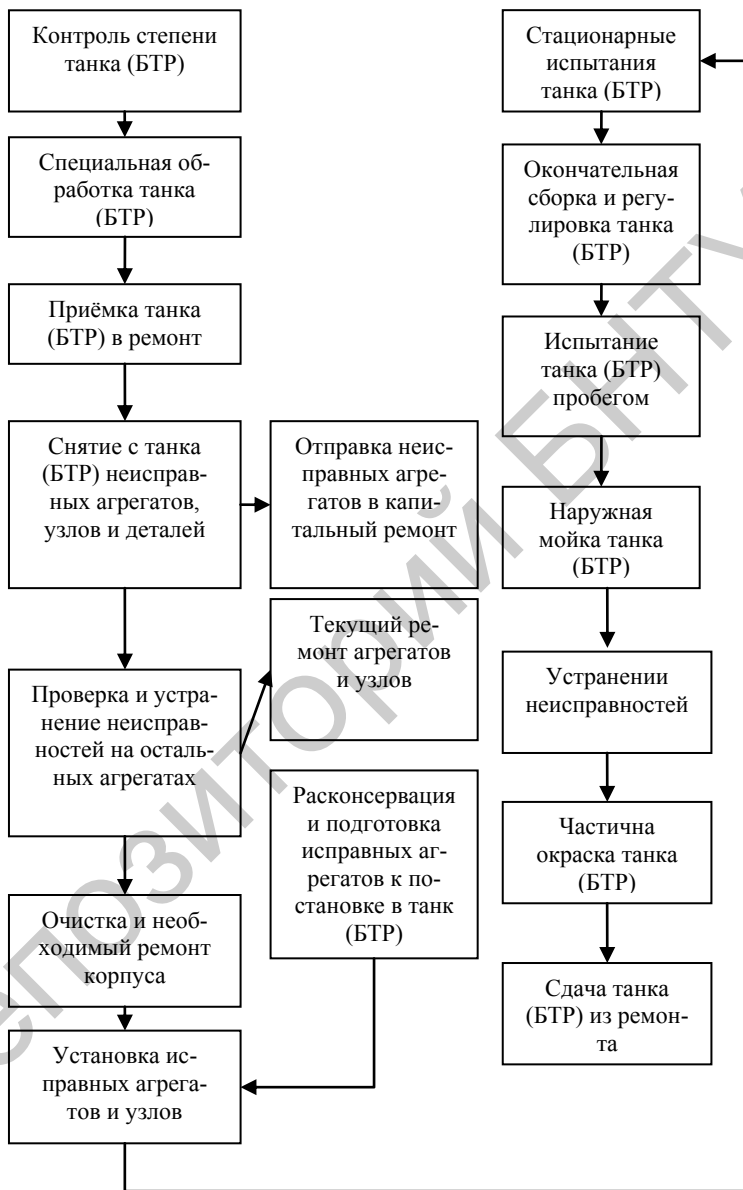 Контроль степени
танка (БТР)
Специальная об-
работка танка
(БТР)
Приёмка танка
(БТР) в ремонт
Снятие с танка
(БТР) неисправ-
ных агрегатов,
узлов и деталей
Отправка неис-
правных агре-
гатов в капи-
тальный ремонт
Проверка и устра-
нение неисправ-
ностей на осталь-
ных агрегатах
Текущий ре-
монт агрегатов
и узлов
Очистка и необ-
ходимый ремонт
корпуса
Расконсервация
и подготовка
исправных аг-
регатов к по-
становке в танк
(БТР)
Установка ис-
правных агрега-
тов и узлов
Стационарные
испытания
танка (БТР)
Окончательная
сборка и регу-
лировка танка
(БТР)
Испытание
танка (БТР)
пробегом
Наружная
мойка танка
(БТР)
Устранении
неисправностей
Частична
окраска танка
(БТР)
Сдача танка
(БТР) из ремон-
та
епозиторий БНТУ